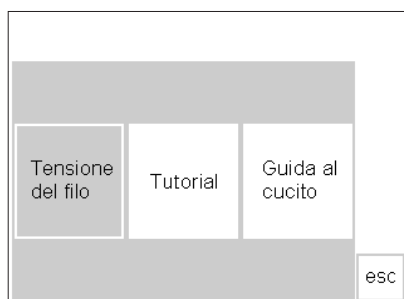 Tensione
del filo
Tutorial
Guida al
cucito
esc